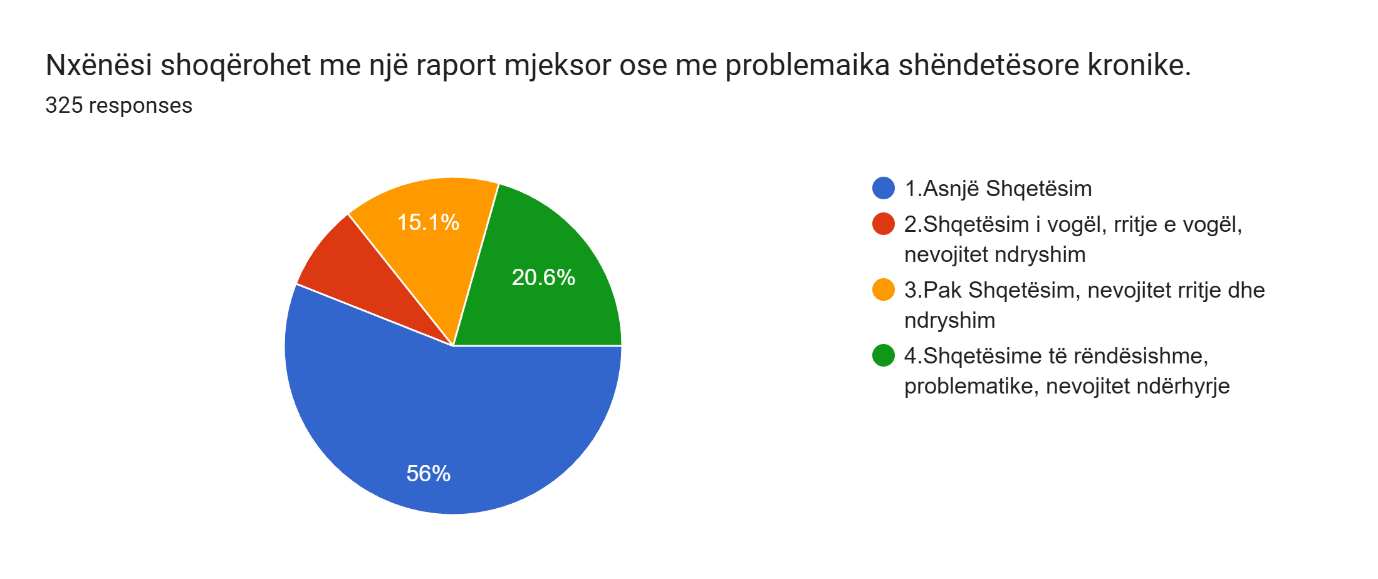 Nxënësi shoqërohet me një raport mjeksor ose me problemaika shëndetësore kronike.
325 responses
15.1%
20.6%
56%
1.Asnjë Shqetësim
2.Shqetësim i vogël, rritje e vogël,
nevojitet ndryshim
3.Pak Shqetësim, nevojitet rritje dhe
ndryshim
4.Shqetësime të rëndësishme,
problematike, nevojitet ndërhyrje